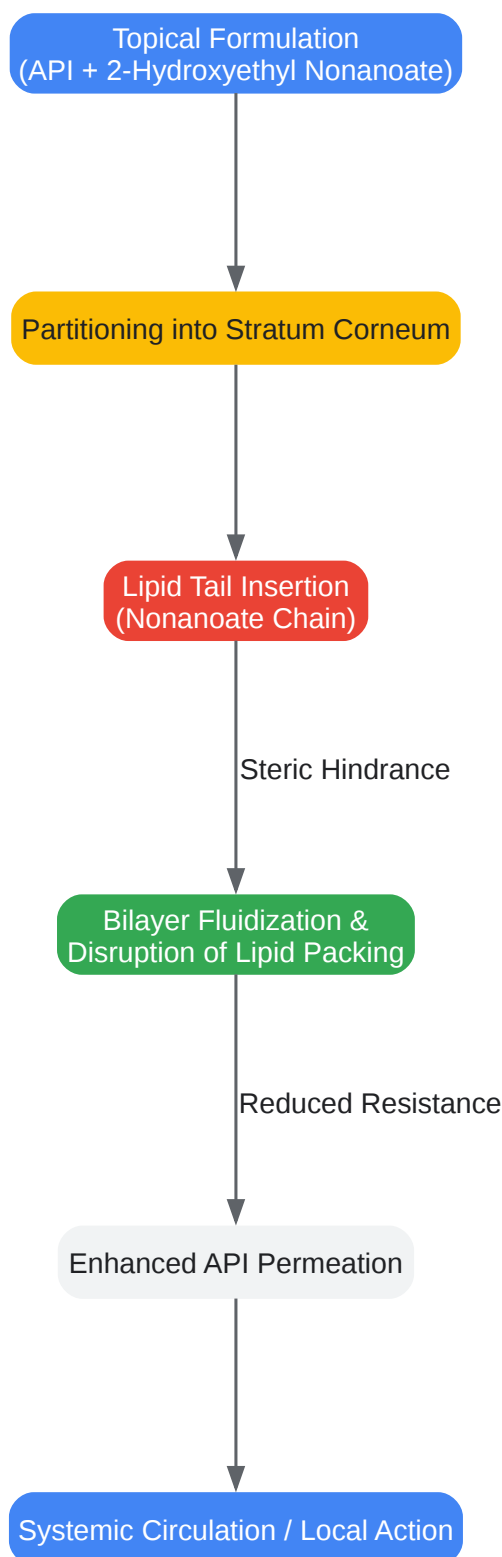 Topical Formulation
(API + 2-Hydroxyethyl Nonanoate)
Partitioning into Stratum Corneum
Lipid Tail Insertion
(Nonanoate Chain)
Steric Hindrance
Bilayer Fluidization &
Disruption of Lipid Packing
Reduced Resistance
Enhanced API Permeation
Systemic Circulation / Local Action